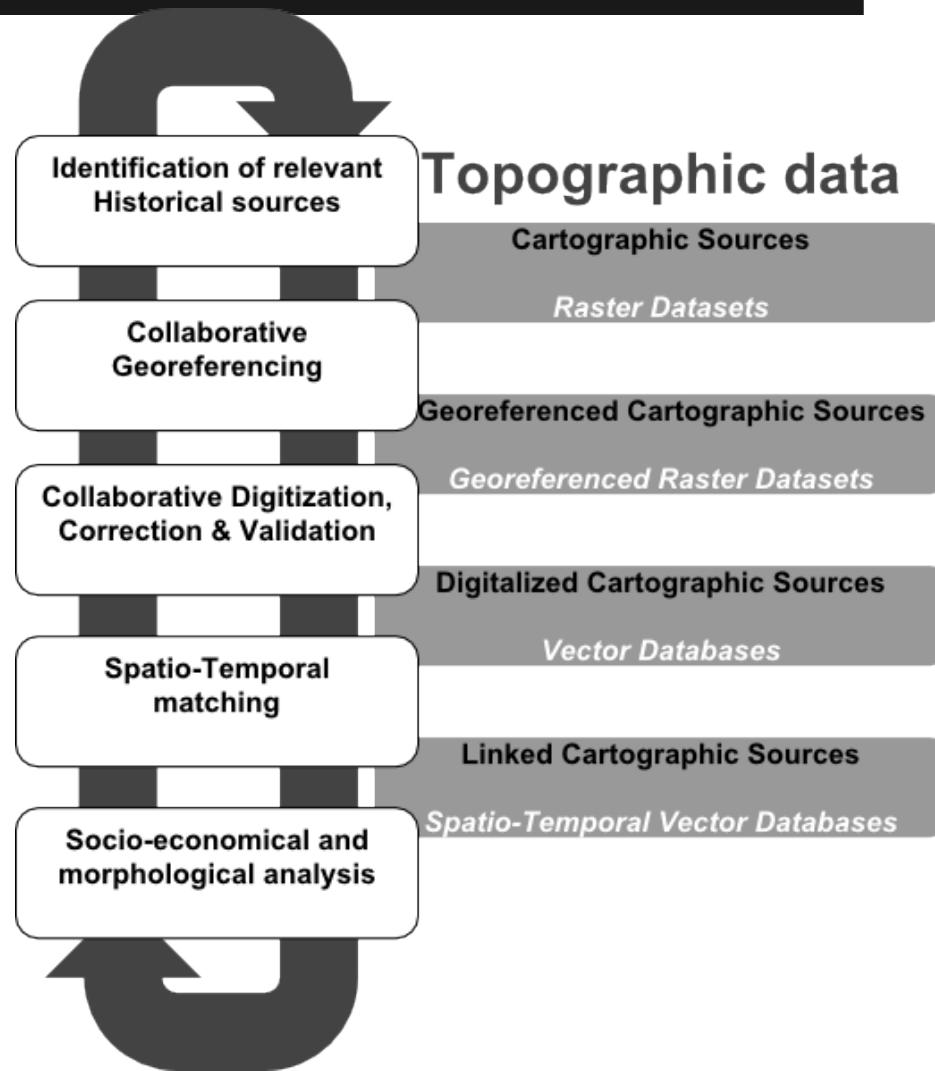 Identification of relevant
Historical sources
Topographic data
Cartographic Sources
Raster Datasets
Collaborative
Georeferencing
Georeferenced Cartographic Sources
Georeferenced Raster Datasets
Collaborative Digitization,
Correction & Validation
Digitalized Cartographic Sources
Vector Databases
Spatio-Temporal
matching
Linked Cartographic Sources
Spatio-Temporal Vector Databases
Socio-economical and
morphological analysis